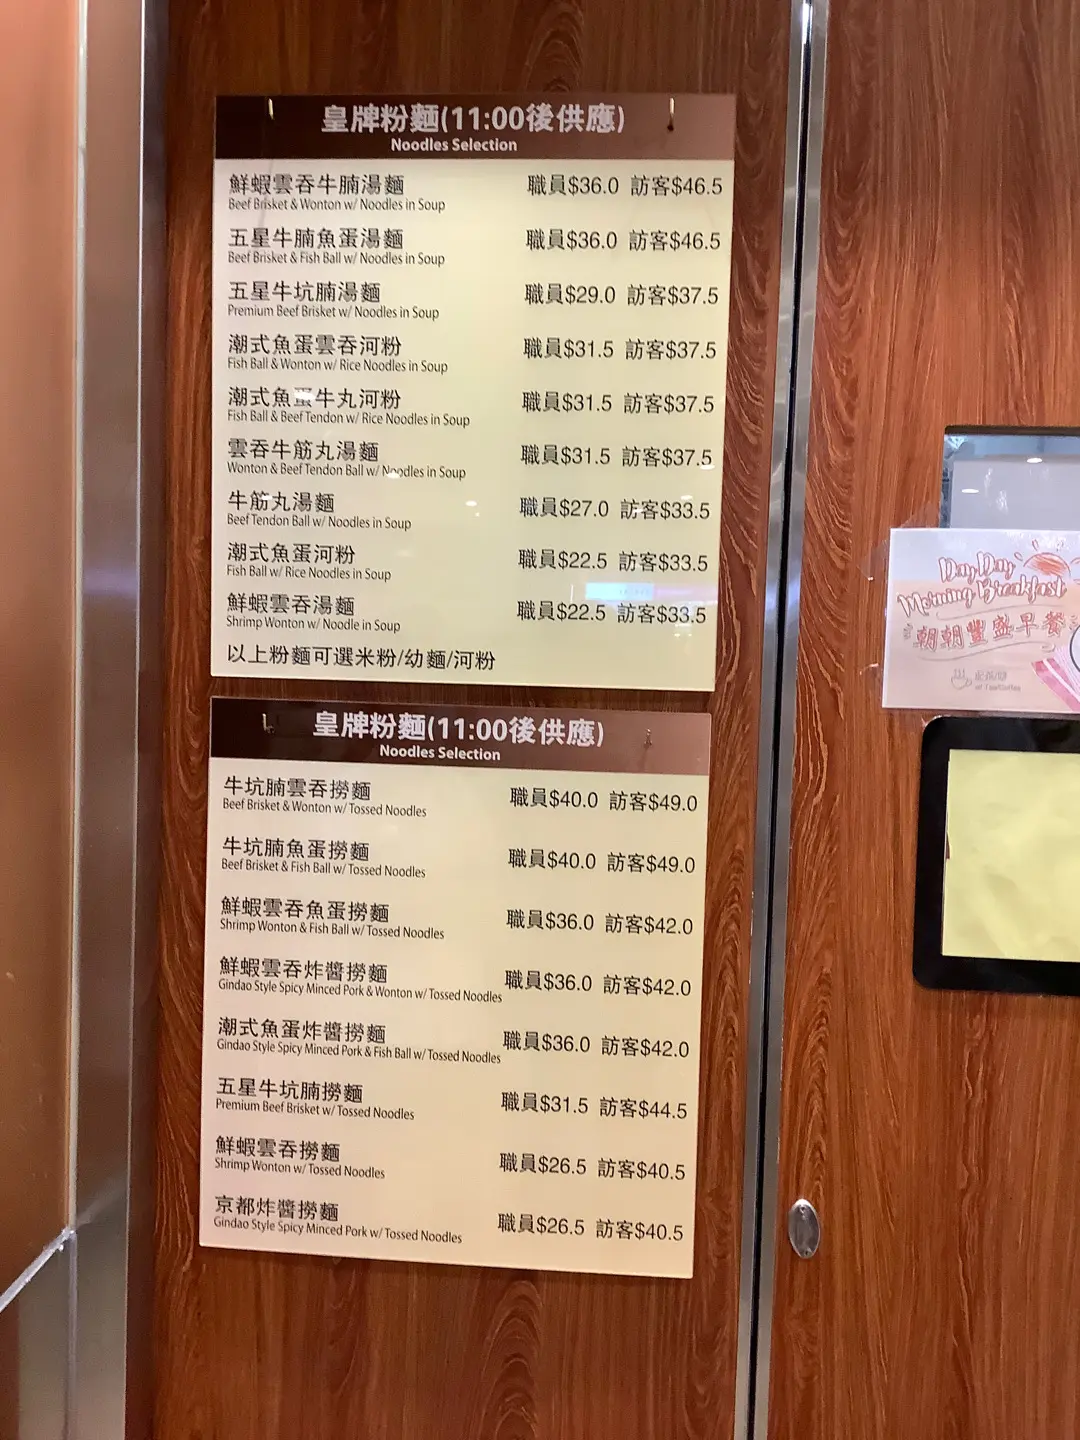 皇牌粉麵(11:00後供應)
Noodles Selection
鮮蝦雲吞牛腩湯麵 職員$36.0 訪客$46.5
Beef Brisket & Wonton w/ Noodles in Soup
五星牛腩魚蛋湯麵 職員$36.0 訪客$46.5
Beef Brisket & Fish Ball w/ Noodles in Soup
五星牛坑腩湯麵 職員$29.0 訪客$37.5
Premium Beef Brisket w/ Noodles in Soup
潮式魚蛋雲吞河粉 職員$31.5 訪客$37.5
Fish Ball & Wonton w/ Rice Noodles in Soup
潮式魚蛋牛丸河粉 職員$31.5 訪客$37.5
Fish Ball & Beef Tendon w/ Rice Noodles in Soup
雲吞牛筋丸湯麵 職員$31.5 訪客$37.5
Wonton & Beef Tendon Ball w/ Noodles in Soup
牛筋丸湯麵 職員$27.0 訪客$33.5
Beef Tendon Ball w/ Noodles in Soup
潮式魚蛋河粉 職員$22.5 訪客$33.5
Fish Ball w/ Rice Noodles in Soup
鮮蝦雲吞湯麵 職員$22.5 訪客$33.5
Shrimp Wonton w/ Noodle in Soup
以上粉麵可選米粉/幼麵/河粉
皇牌粉麵(11:00後供應)
Noodles Selection
牛坑腩雲吞撈麵 職員$40.0 訪客$49.0
Beef Brisket & Wonton w/ Tossed Noodles
牛坑腩魚蛋撈麵 職員$40.0 訪客$49.0
Beef Brisket & Fish Ball w/ Tossed Noodles
鮮蝦雲吞魚蛋撈麵 職員$36.0 訪客$42.0
Shrimp Wonton & Fish Ball w/ Tossed Noodles
鮮蝦雲吞炸醬撈麵 職員$36.0 訪客$42.0
Gindao Style Spicy Minced Pork & Wonton w/ Tossed Noodles
潮式魚蛋炸醬撈麵 職員$36.0 訪客$42.0
Gindao Style Spicy Minced Pork & Fish Ball w/ Tossed Noodles
五星牛坑腩撈麵 職員$31.5 訪客$44.5
Premium Beef Brisket w/ Tossed Noodles
鮮蝦雲吞撈麵 職員$26.5 訪客$40.5
Shrimp Wonton w/ Tossed Noodles
京都炸醬撈麵 職員$26.5 訪客$40.5
Gindao Style Spicy Minced Pork w/ Tossed Noodles
Day Day
Morning Breakfast
朝朝豐盛早餐